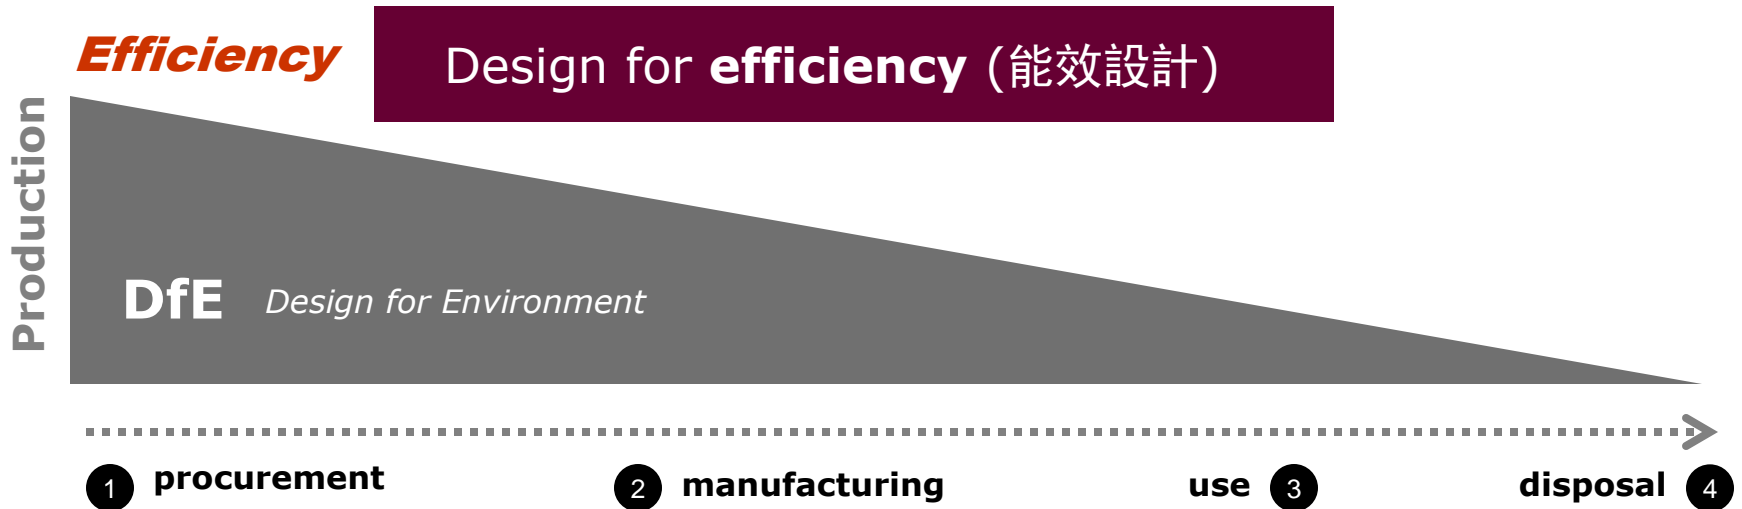 Efficiency
Design for efficiency (能效設計)
Production
DfE Design for Environment
1 procurement
2 manufacturing
use 3
disposal 4